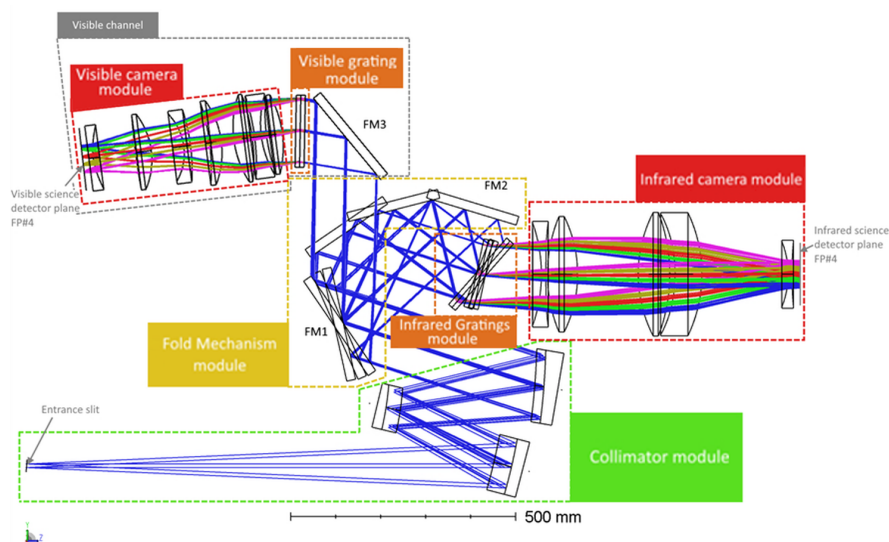 Visible channel
Visible camera
module
Visible grating
module
FM3
Visible science
detector plane
FP#4
FM2
Infrared camera module
Infrared science
detector plane
FP#4
Fold Mechanism
module
FM1
Infrared Gratings
module
Entrance slit
Collimator module
500 mm
Y
Z